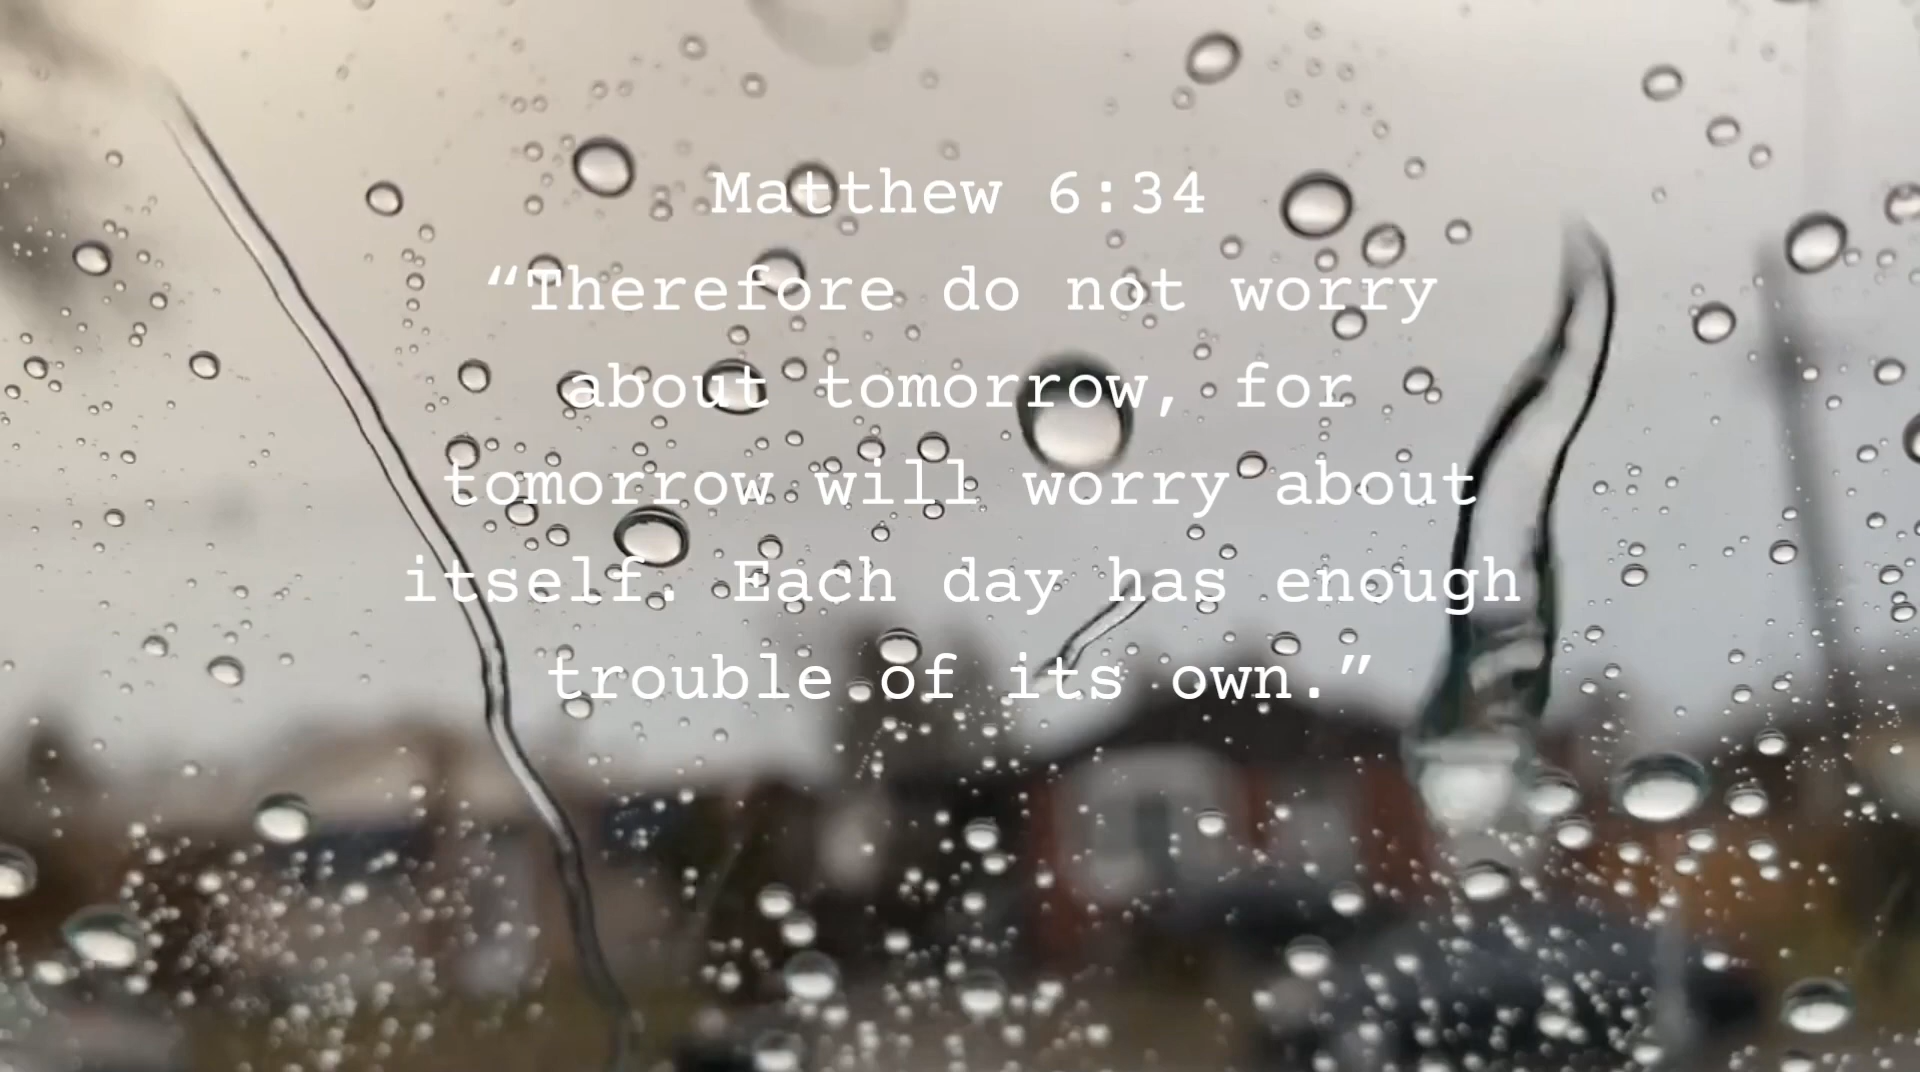 Matthew 6:34
“Therefore do not worry
about tomorrow, for
tomorrow will worry about
itself. Each day has enough
trouble of its own.”